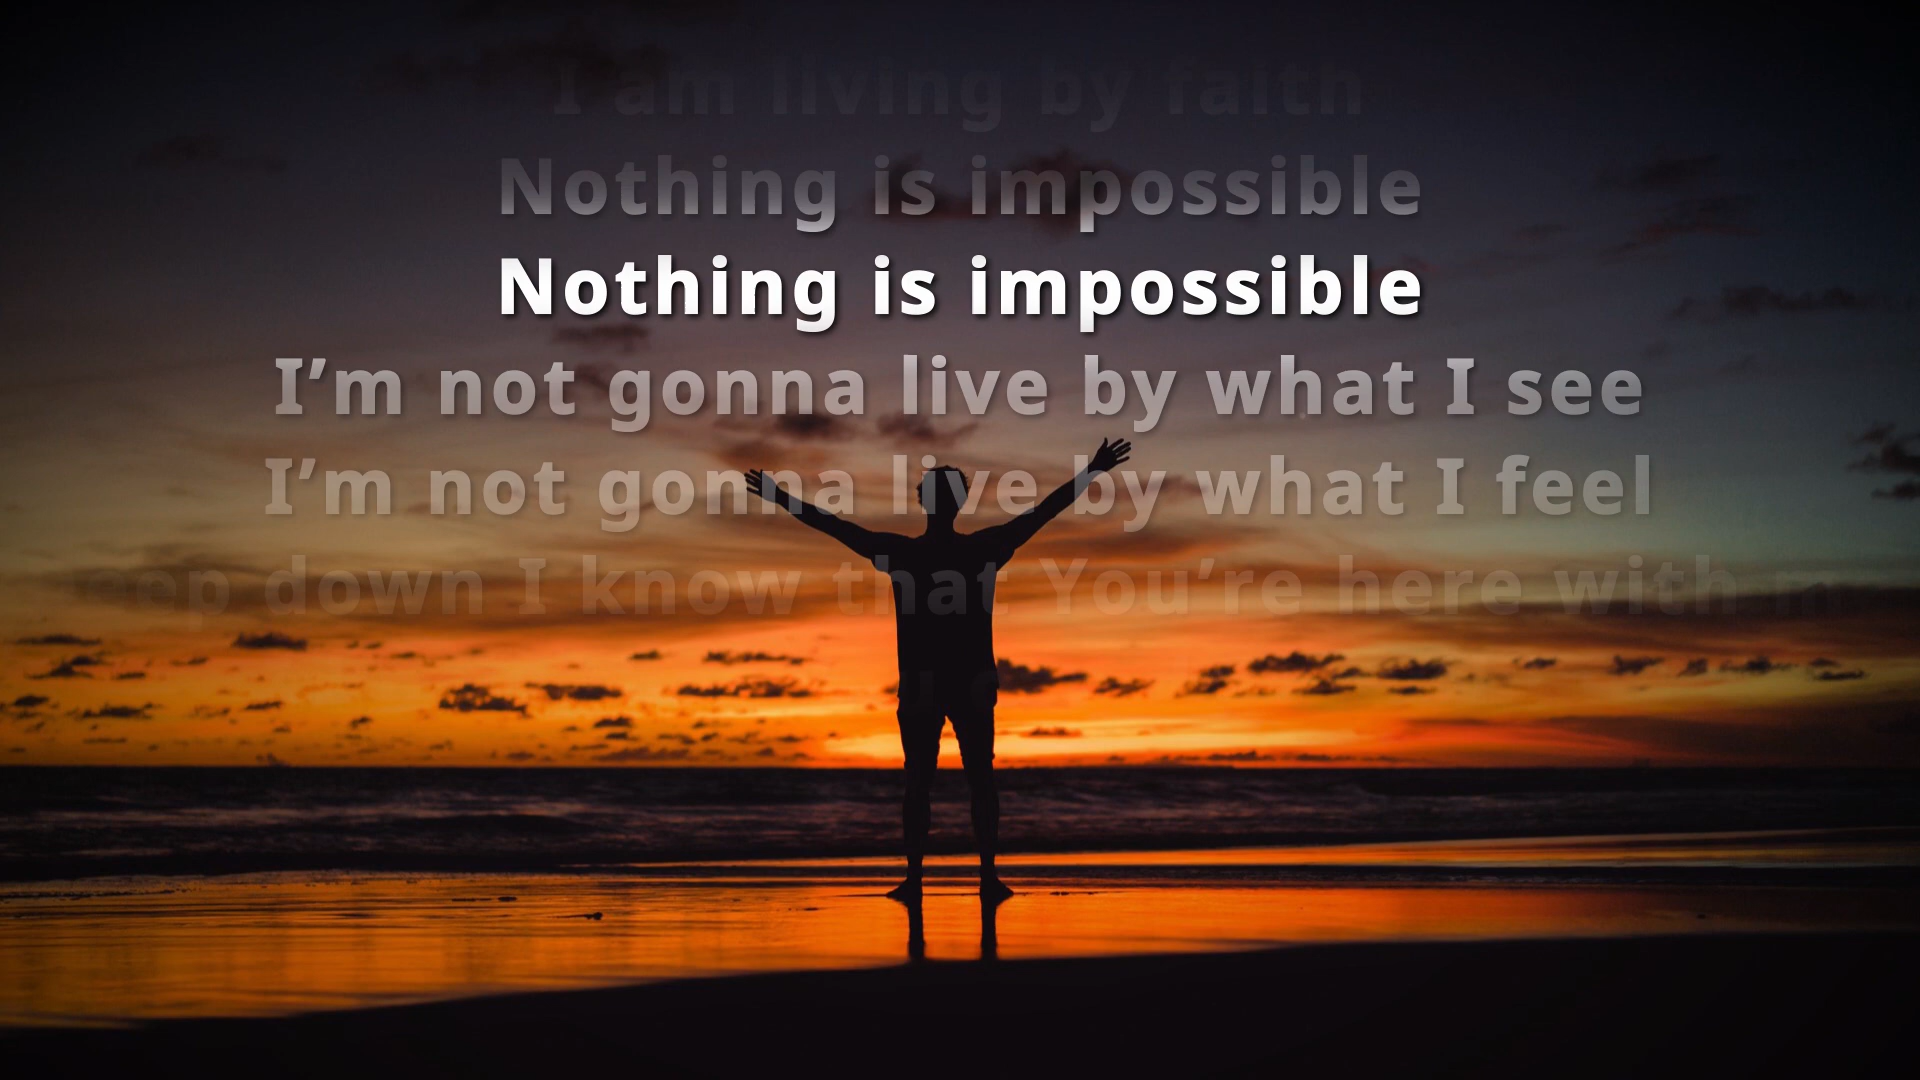 I am living by faith
Nothing is impossible
Nothing is impossible
I’m not gonna live by what I see
I’m not gonna live by what I feel
down I know that You’re here with